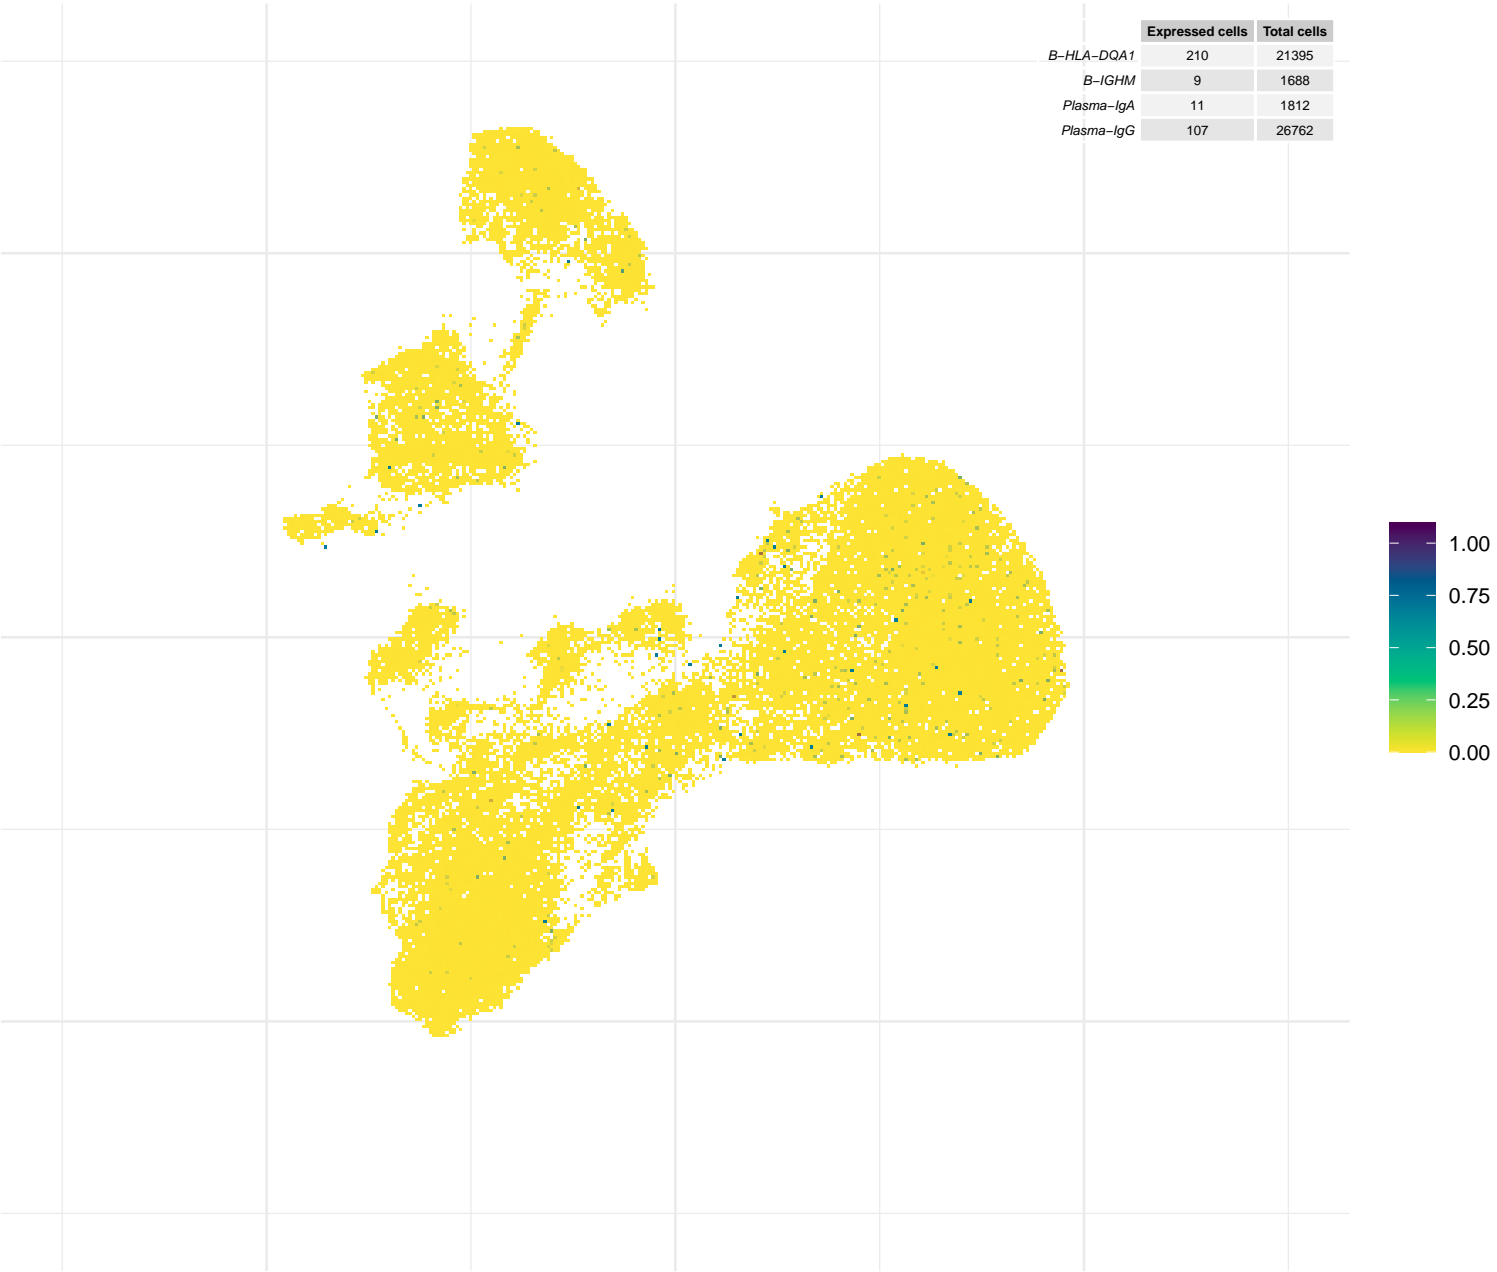 Expressed cells Total cells
B−HLA−DQA1 210 21395
B−IGHM 9 1688
Plasma−IgA 11 1812
Plasma−IgG 107 26762
1.00
0.75
0.50
0.25
0.00